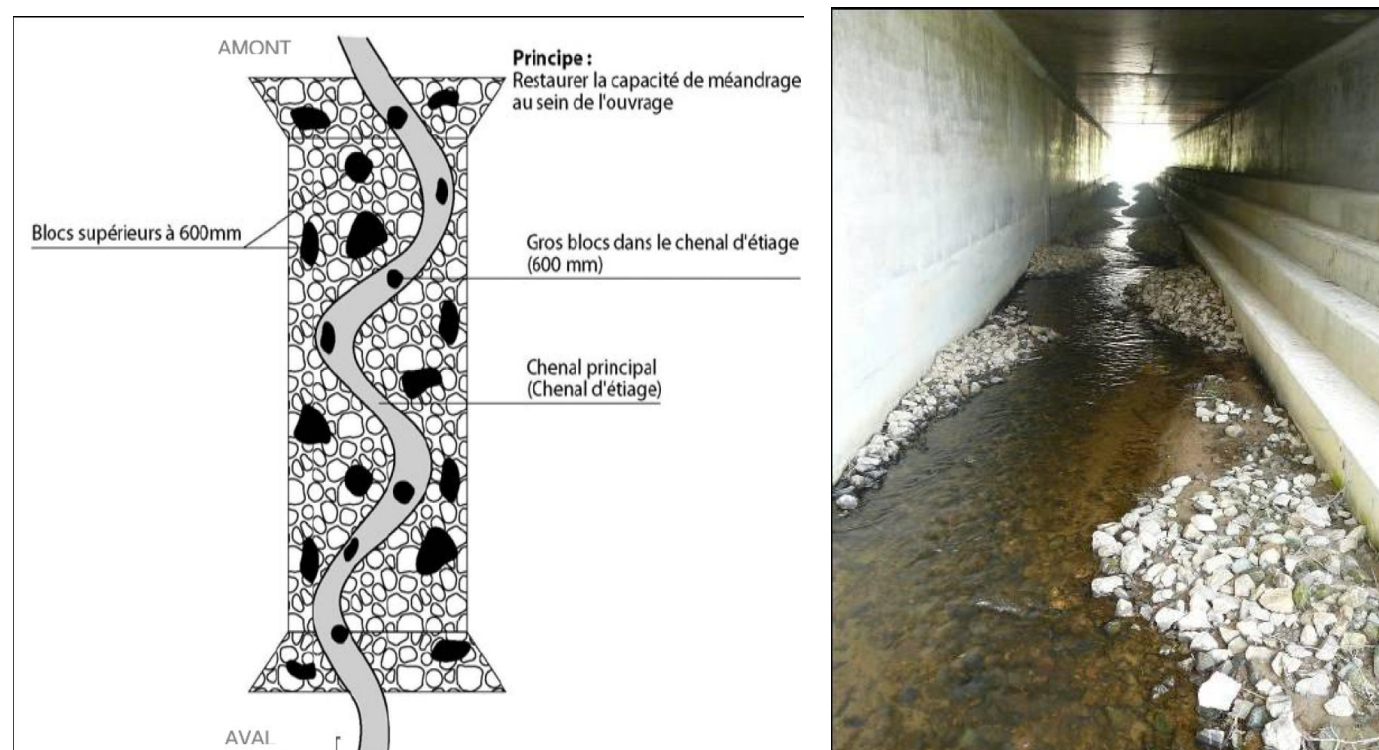 AMONT
Principe :
Restaurer la capacité de méandrage
au sein de l'ouvrage
Blocs supérieurs à 600mm
Gros blocs dans le chenal d'étiage
(600 mm)
Chenal principal
(Chenal d'étiage)
AVAL